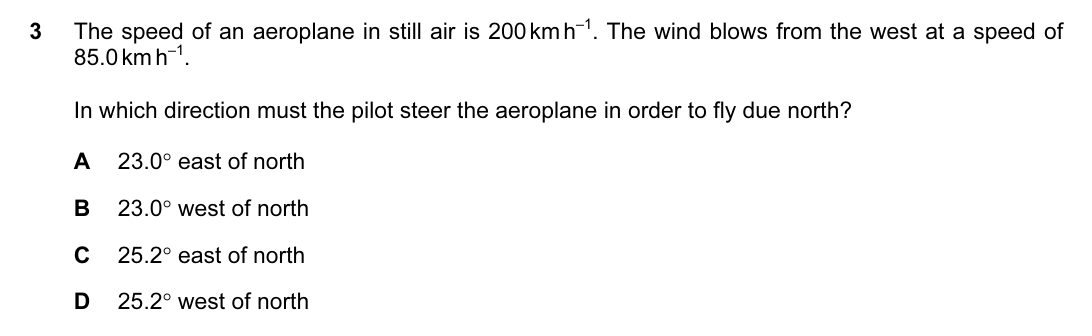 3 The speed of an aeroplane in still air is 200 km h⁻¹. The wind blows from the west at a speed of
85.0 km h⁻¹.
In which direction must the pilot steer the aeroplane in order to fly due north?
A 23.0° east of north
B 23.0° west of north
C 25.2° east of north
D 25.2° west of north